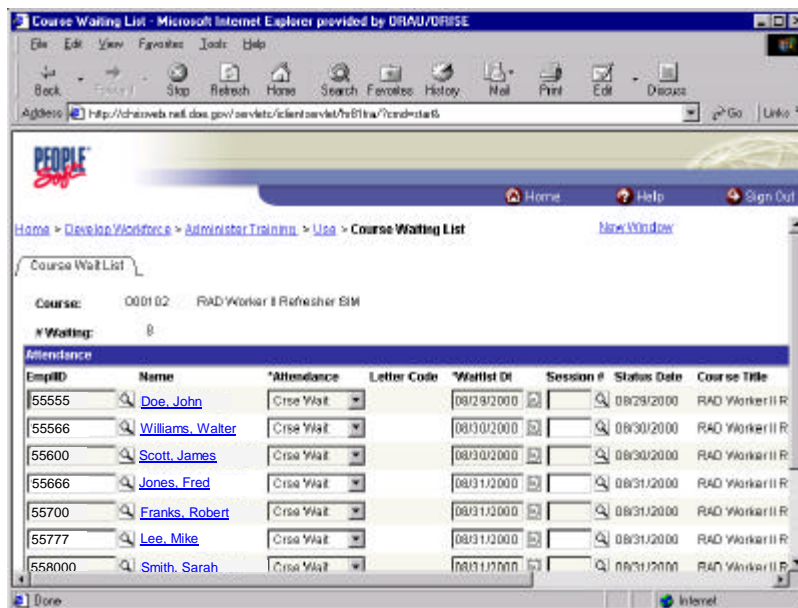 Course Waiting List - Microsoft Internet Explorer provided by ORAU/ORISE
File Edit View Favorites Tools Help
Back Forward Stop Refresh Home Search Favorites History Mail Print Edit Discuss
Address http://chrisweb.netl.doe.gov/servlets/iclientservlet/hr81tra/?cmd=start& Go Links
PEOPLE Soft
Home Help Sign Out
Home > Develop Workforce > Administer Training > Use > Course Waiting List New Window
Course Wait List
Course: 000102 RAD Worker II Refresher SIM
# Waiting: 8
Attendance
EmplID Name *Attendance Letter Code *Waitlst Dt Session # Status Date Course Title
55555 Doe, John Crse Wait 08/29/2000 08/29/2000 RAD Worker II R
55566 Williams, Walter Crse Wait 08/30/2000 08/30/2000 RAD Worker II R
55600 Scott, James Crse Wait 08/30/2000 08/30/2000 RAD Worker II R
55666 Jones, Fred Crse Wait 08/31/2000 08/31/2000 RAD Worker II R
55700 Franks, Robert Crse Wait 08/31/2000 08/31/2000 RAD Worker II R
55777 Lee, Mike Crse Wait 08/31/2000 08/31/2000 RAD Worker II R
558000 Smith, Sarah Crse Wait 08/31/2000 08/31/2000 RAD Worker II R
Done Internet